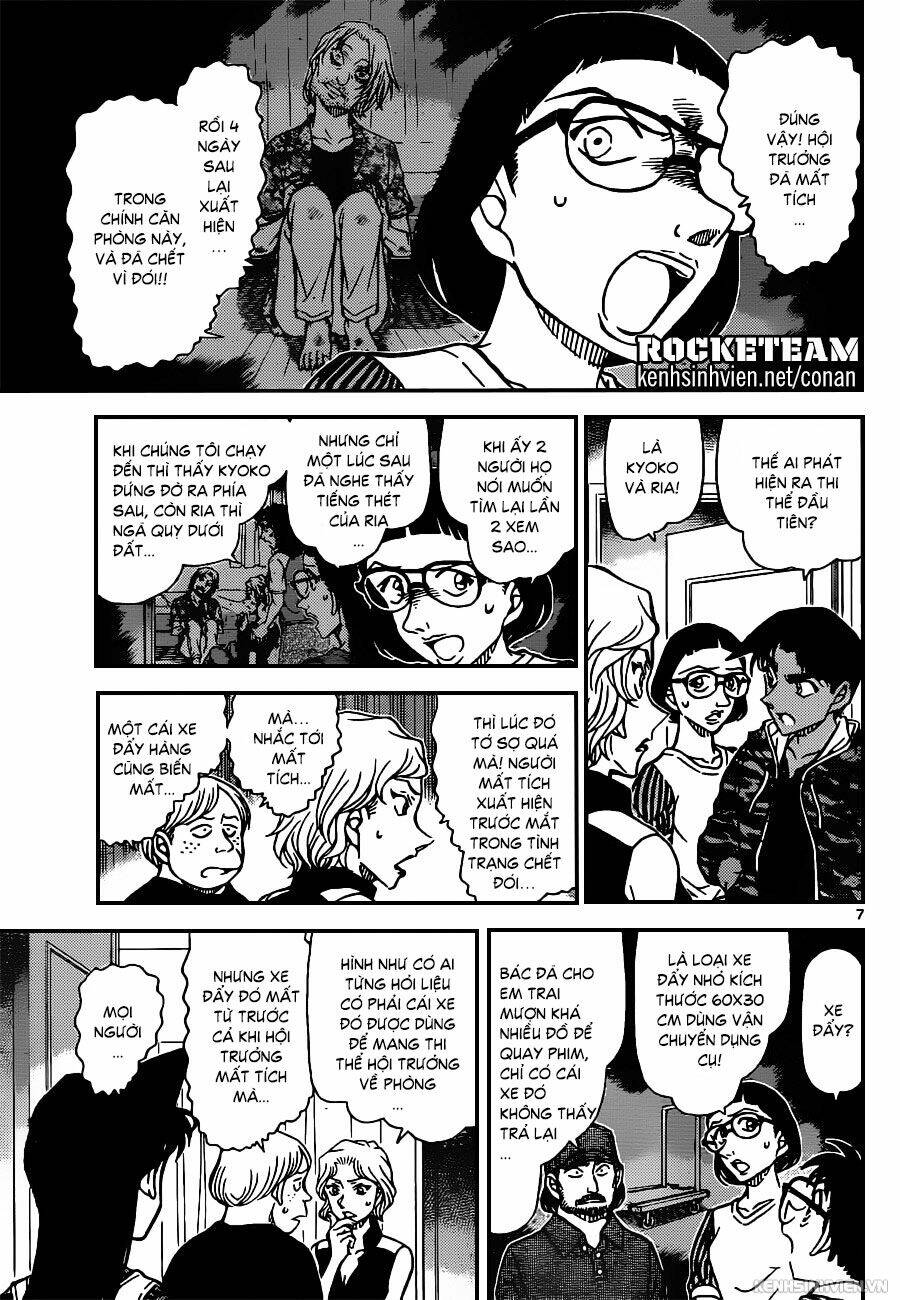 ĐÚNG
VẬY! HỘI
TRƯỞNG
ĐÃ MẤT
TÍCH
...
RỒI 4
NGÀY
SAU
LẠI
XUẤT
HIỆN
...
TRONG
CHÍNH CĂN
PHÒNG NÀY,
VÀ ĐÃ CHẾT
VÌ ĐÓI!!
ROCKETEAM
kenhsinhvien.net/conan
THẾ AI PHÁT
HIỆN RA THI
THỂ ĐẦU
TIÊN?
LÀ
KYOKO
VÀ RIA!
KHI ẤY 2
NGƯỜI HỌ
NÓI MUỐN
TÌM LẠI LẦN
2 XEM
SAO...
NHƯNG CHỈ
MỘT LÚC SAU
ĐÃ NGHE THẤY
TIẾNG THÉT
CỦA RIA
...
KHI CHÚNG TÔI CHẠY
ĐẾN THÌ THẤY KYOKO
ĐỨNG ĐỜ RA PHÍA
SAU, CÒN RIA THÌ
NGÃ QUỴ DƯỚI
ĐẤT...
THÌ LÚC ĐÓ
TỚ SỢ QUÁ
MÀ! NGƯỜI
MẤT TÍCH
XUẤT HIỆN
TRƯỚC MẮT
TRONG TÌNH
TRẠNG CHẾT
ĐÓI...
MÀ...
NHẮC TỚI
MẤT
TÍCH...
MỘT CÁI XE
ĐẨY HÀNG
CŨNG BIẾN
MẤT...
7
XE
ĐẨY?
LÀ LOẠI XE
ĐẨY NHỎ KÍCH
THƯỚC 60X30
CM DÙNG VẬN
CHUYỂN DỤNG
CỤ!
BÁC ĐÃ CHO
EM TRAI
MƯỢN KHÁ
NHIỀU ĐỒ ĐỂ
QUAY PHIM,
CHỈ CÓ CÁI
XE ĐÓ
KHÔNG THẤY
TRẢ LẠI
...
HÌNH NHƯ CÓ AI
TỪNG HỎI LIỆU
CÓ PHẢI CÁI XE
ĐÓ ĐƯỢC DÙNG
ĐỂ MANG THI
THỂ HỘI TRƯỞNG
VỀ PHÒNG
...
NHƯNG XE
ĐẨY ĐÓ MẤT
TỪ TRƯỚC
CẢ KHI HỘI
TRƯỞNG
MẤT TÍCH
MÀ...
MỌI
NGƯỜI
...
KENHSINHVIEN.VN